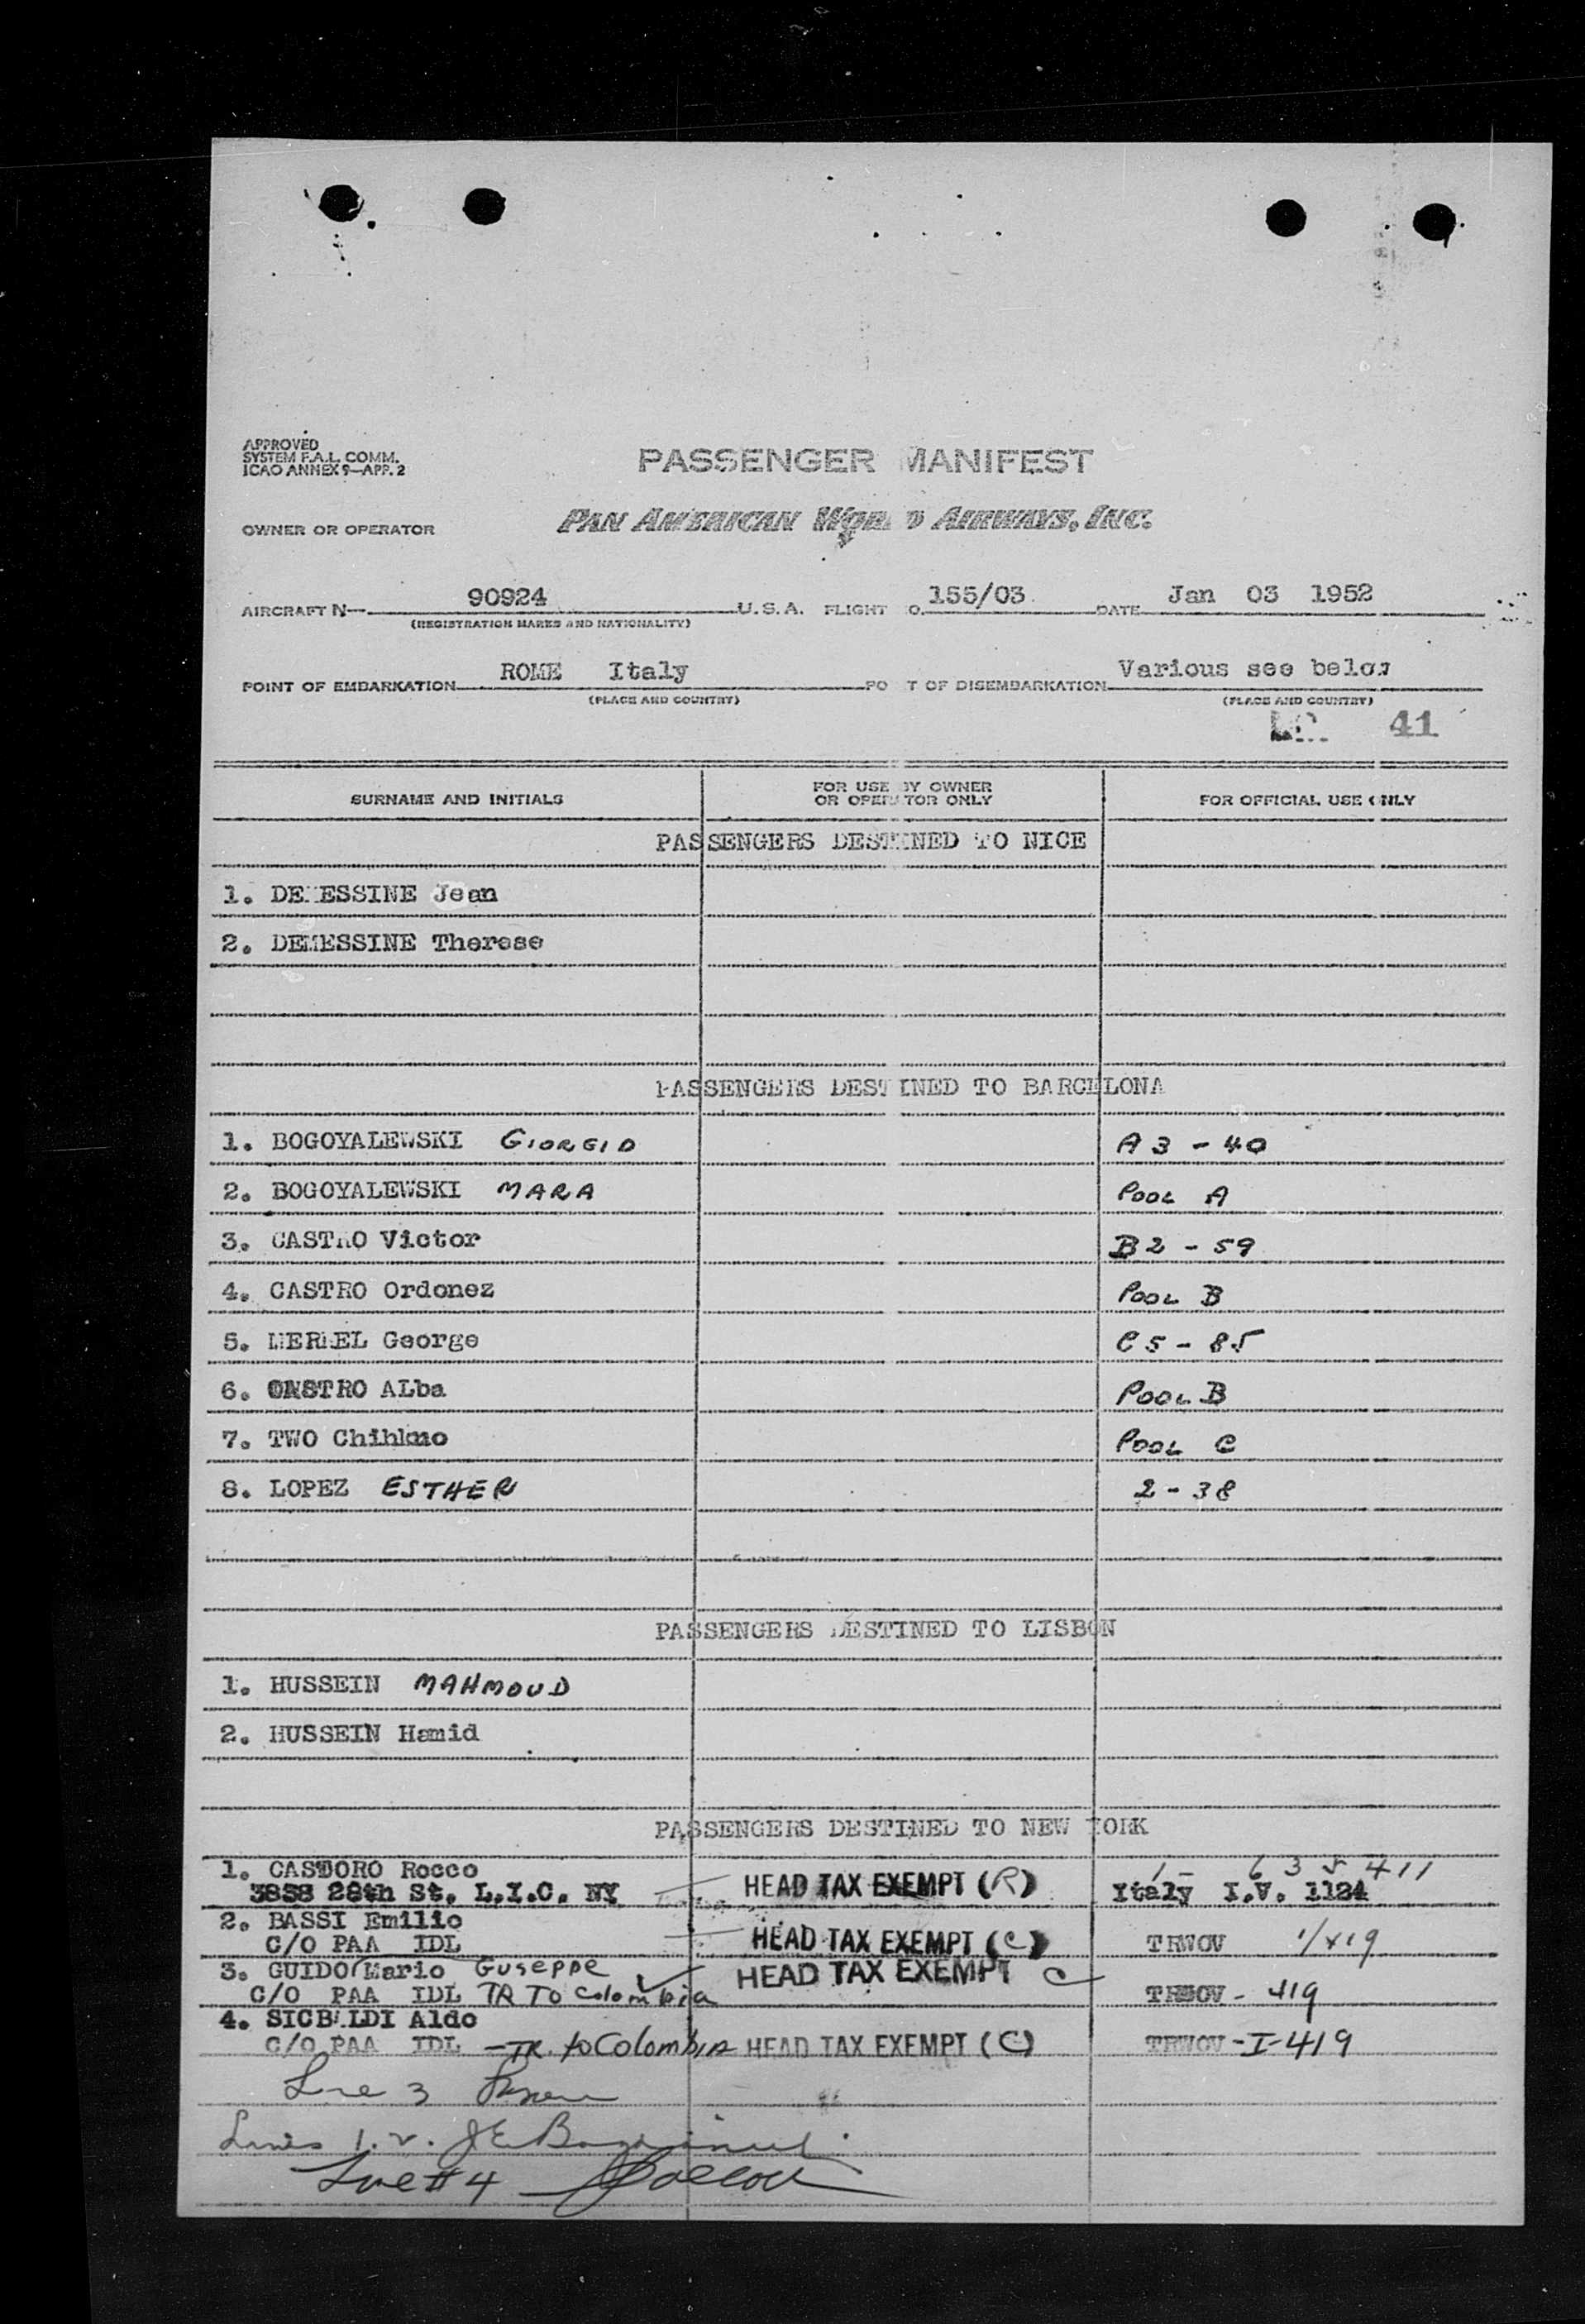 APPROVED
SYSTEM F.A.L. COMM.
ICAO ANNEX 9—APP. 2
PASSENGER MANIFEST
OWNER OR OPERATOR
PAN AMERICAN WORLD AIRWAYS, INC.
AIRCRAFT N— 90924 U.S.A. FLIGHT NO. 155/03 DATE Jan 03 1952
(REGISTRATION MARKS AND NATIONALITY)
POINT OF EMBARKATION ROME Italy POINT OF DISEMBARKATION Various see below
(PLACE AND COUNTRY) (PLACE AND COUNTRY)
41
SURNAME AND INITIALS FOR USE BY OWNER OR OPERATOR ONLY FOR OFFICIAL USE ONLY
PASSENGERS DESTINED TO NICE
1. DEMESSINE Jean
2. DEMESSINE Therese
PASSENGERS DESTINED TO BARCELONA
1. BOGOYALEWSKI GIORGIO A3 - 40
2. BOGOYALEWSKI MARA POOL A
3. CASTRO Victor B2 - 59
4. CASTRO Ordonez POOL B
5. MERKEL George C5 - 85
6. CASTRO ALba POOL B
7. TWO Chihkuo POOL C
8. LOPEZ ESTHER 2 - 38
PASSENGERS DESTINED TO LISBON
1. HUSSEIN MAHMOUD
2. HUSSEIN Hamid
PASSENGERS DESTINED TO NEW YORK
1. CASTORO Rocco 1- 635411
3838 28th St. L.I.C. NY HEAD TAX EXEMPT (R) Italy I.V. 1124
2. BASSI Emilio
C/O PAA IDL HEAD TAX EXEMPT (C) TRWOV 1/419
3. GUIDO Mario Guseppe HEAD TAX EXEMPT C
C/O PAA IDL TR TO Colombia TRWOV - 419
4. SICBALDI Aldo
C/O PAA IDL - TR. to Colombia HEAD TAX EXEMPT (C) TRWOV - I-419
Line 3
Lines 1.2. JE
Line #4